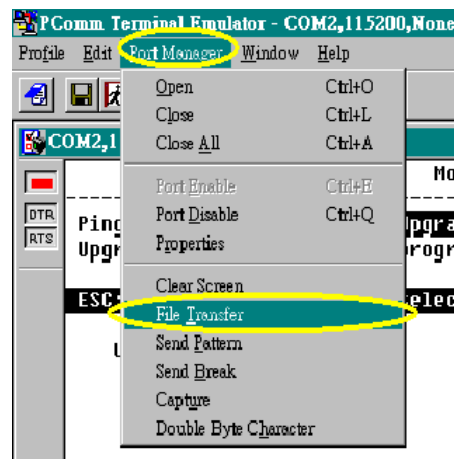 PComm Terminal Emulator - COM2,115200,None
Profile Edit Port Manager Window Help
Open Ctrl+O
Close Ctrl+L
Close All Ctrl+A
Port Enable Ctrl+E
Port Disable Ctrl+Q
Properties
Clear Screen
File Transfer
Send Pattern
Send Break
Capture
Double Byte Character
COM2,1
DTR
RTS
Mo
Ping
Upgra
Upgr
rogr
ESC:
elec
U